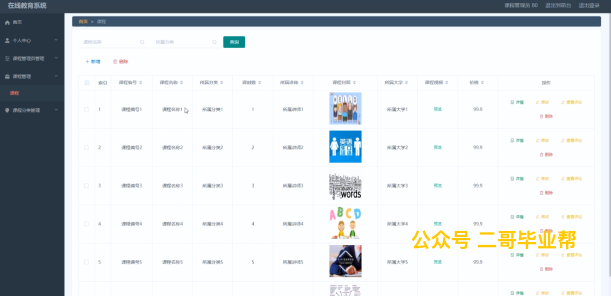 在线教育系统
课程管理员 00 退出到前台 退出登录
首页
个人中心
课程管理员管理
课程管理
课程
课程分类管理
首页 > 课程
课程名称 所属分类 查询
+ 新增 删除
索引 课程编号 课程名称 所属分类 课时数 所属讲师 课程封面 所属大学 课程视频 价格 操作
1 课程编号1 课程名称1 所属分类1 1 所属讲师1 所属大学1 99.9
详情 修改 查看评论
删除
2 课程编号2 课程名称2 所属分类2 2 所属讲师2 英语 所属大学2 99.9
详情 修改 查看评论
删除
3 课程编号3 课程名称3 所属分类3 3 所属讲师3 words 所属大学3 99.9
详情 修改 查看评论
删除
4 课程编号4 课程名称4 所属分类4 4 所属讲师4 ABCD 所属大学4 99.9
详情 修改 查看评论
删除
公众号 二哥毕业帮
5 课程编号5 课程名称5 所属分类5 5 所属讲师5 所属大学5 99.9
详情 修改 查看评论
删除
详情 修改 查看评论